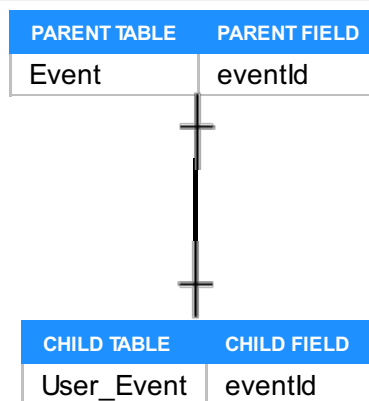 PARENT TABLE PARENT FIELD
Event eventId
CHILD TABLE CHILD FIELD
User_Event eventId